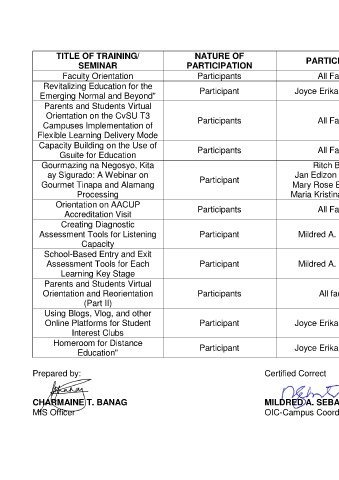 TITLE OF TRAINING/ NATURE OF PARTICI
SEMINAR PARTICIPATION
Faculty Orientation Participants All Fa
Revitalizing Education for the
Emerging Normal and Beyond" Participant Joyce Erika
Parents and Students Virtual
Orientation on the CvSU T3
Campuses Implementation of
Flexible Learning Delivery Mode Participants All Fa
Capacity Building on the Use of
Gsuite for Education Participants All Fa
Gourmazing na Negosyo, Kita
ay Sigurado: A Webinar on
Gourmet Tinapa and Alamang
Processing Participant Ritch B
Jan Edizon
Mary Rose E
Maria Kristina
Orientation on AACUP
Accreditation Visit Participants All Fa
Creating Diagnostic
Assessment Tools for Listening
Capacity Participant Mildred A.
School-Based Entry and Exit
Assessment Tools for Each
Learning Key Stage Participant Mildred A.
Parents and Students Virtual
Orientation and Reorientation
(Part II) Participants All fac
Using Blogs, Vlog, and other
Online Platforms for Student
Interest Clubs Participant Joyce Erika
Homeroom for Distance
Education" Participant Joyce Erika
Prepared by: Certified Correct
CHARMAINE T. BANAG MILDRED A. SEBA
MIS Officer OIC-Campus Coord